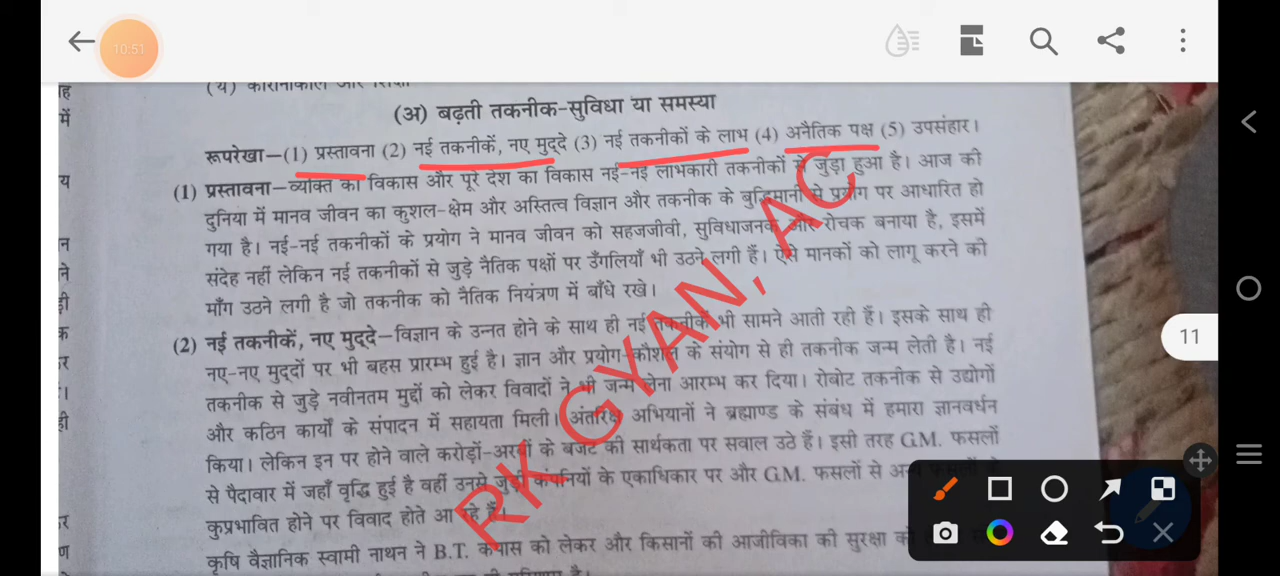 10:51
(अ) बढ़ती तकनीक-सुविधा या समस्या
रूपरेखा—(1) प्रस्तावना (2) नई तकनीकें, नए मुद्दे (3) नई तकनीकों के लाभ (4) अनैतिक पक्ष (5) उपसंहार।
(1) प्रस्तावना—व्यक्ति का विकास और पूरे देश का विकास नई-नई लाभकारी तकनीकों से जुड़ा हुआ है। आज की
दुनिया में मानव जीवन का कुशल-क्षेम और अस्तित्व विज्ञान और तकनीक के बुद्धिमानी से प्रयोग पर आधारित हो
गया है। नई-नई तकनीकों के प्रयोग ने मानव जीवन को सहजजीवी, सुविधाजनक और रोचक बनाया है, इसमें
संदेह नहीं लेकिन नई तकनीकों से जुड़े नैतिक पक्षों पर उँगलियाँ भी उठने लगी हैं। ऐसे मानकों को लागू करने की
माँग उठने लगी है जो तकनीक को नैतिक नियंत्रण में बाँधे रखे।
(2) नई तकनीकें, नए मुद्दे—विज्ञान के उन्नत होने के साथ ही नई तकनीकें भी सामने आती रही हैं। इसके साथ ही
नए-नए मुद्दों पर भी बहस प्रारम्भ हुई है। ज्ञान और प्रयोग-कौशल के संयोग से ही तकनीक जन्म लेती है। नई
तकनीक से जुड़े नवीनतम मुद्दों को लेकर विवादों ने भी जन्म लेना आरम्भ कर दिया। रोबोट तकनीक से उद्योगों
और कठिन कार्यों के संपादन में सहायता मिली। अंतरिक्ष अभियानों ने ब्रह्माण्ड के संबंध में हमारा ज्ञानवर्धन
किया। लेकिन इन पर होने वाले करोड़ों-अरबों के बजट की सार्थकता पर सवाल उठे हैं। इसी तरह G.M. फसलों
से पैदावार में जहाँ वृद्धि हुई है वहीं उनसे जुड़ी कंपनियों के एकाधिकार पर और G.M. फसलों से
कुप्रभावित होने पर विवाद होते आ रहे हैं।
कृषि वैज्ञानिक स्वामी नाथन ने B.T. कपास को लेकर और किसानों की आजीविका की सुरक्षा
RK GYAN, AC
11